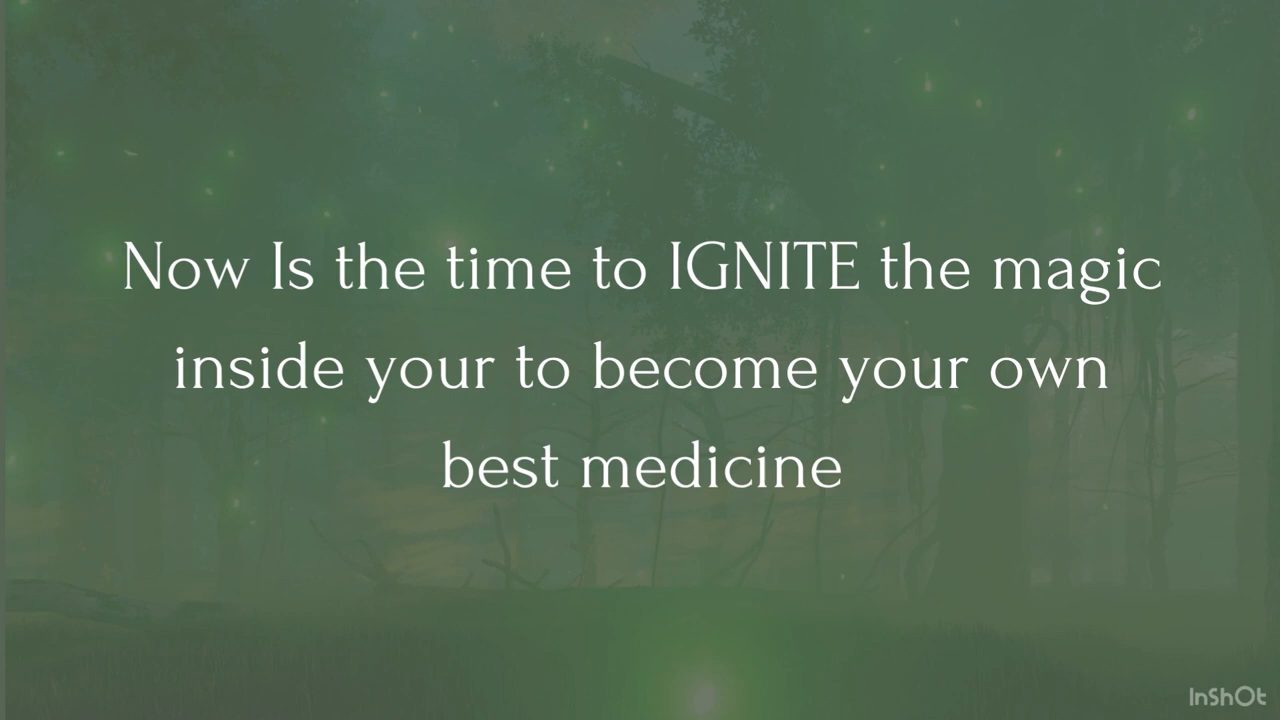 Now Is the time to IGNITE the magic
inside your to become your own
best medicine
InShOt